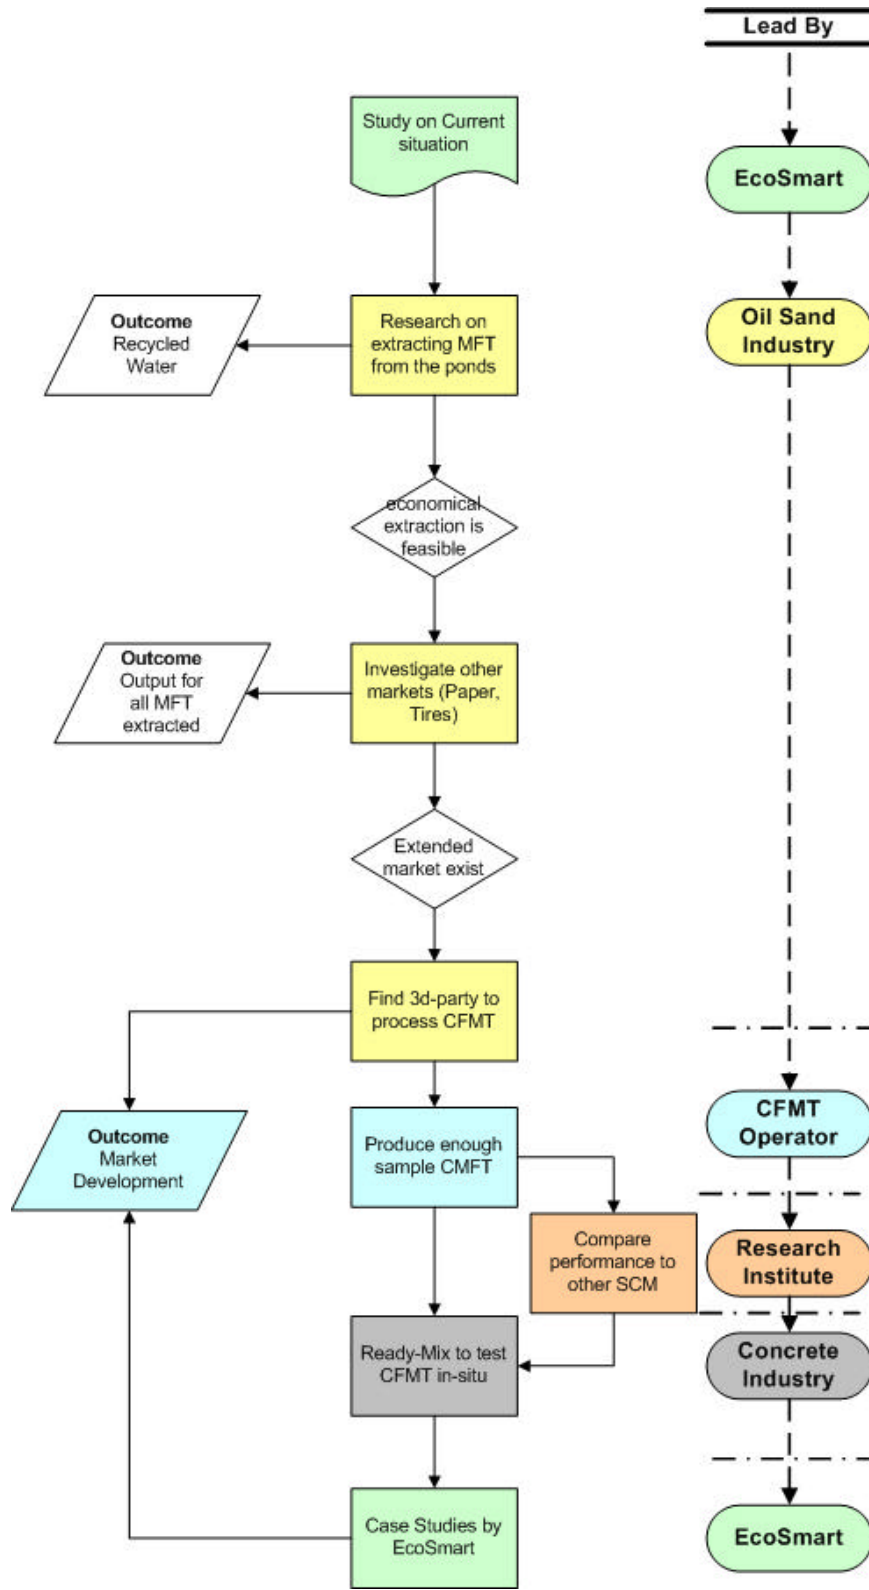 Lead By
Study on Current
situation
EcoSmart
Outcome
Recycled
Water
Research on
extracting MFT
from the ponds
Oil Sand
Industry
economical
extraction is
feasible
Outcome
Output for
all MFT
extracted
Investigate other
markets (Paper,
Tires)
Extended
market exist
Find 3d-party to
process CFMT
Outcome
Market
Development
Produce enough
sample CMFT
CFMT
Operator
Compare
performance to
other SCM
Research
Institute
Ready-Mix to test
CFMT in-situ
Concrete
Industry
Case Studies by
EcoSmart
EcoSmart